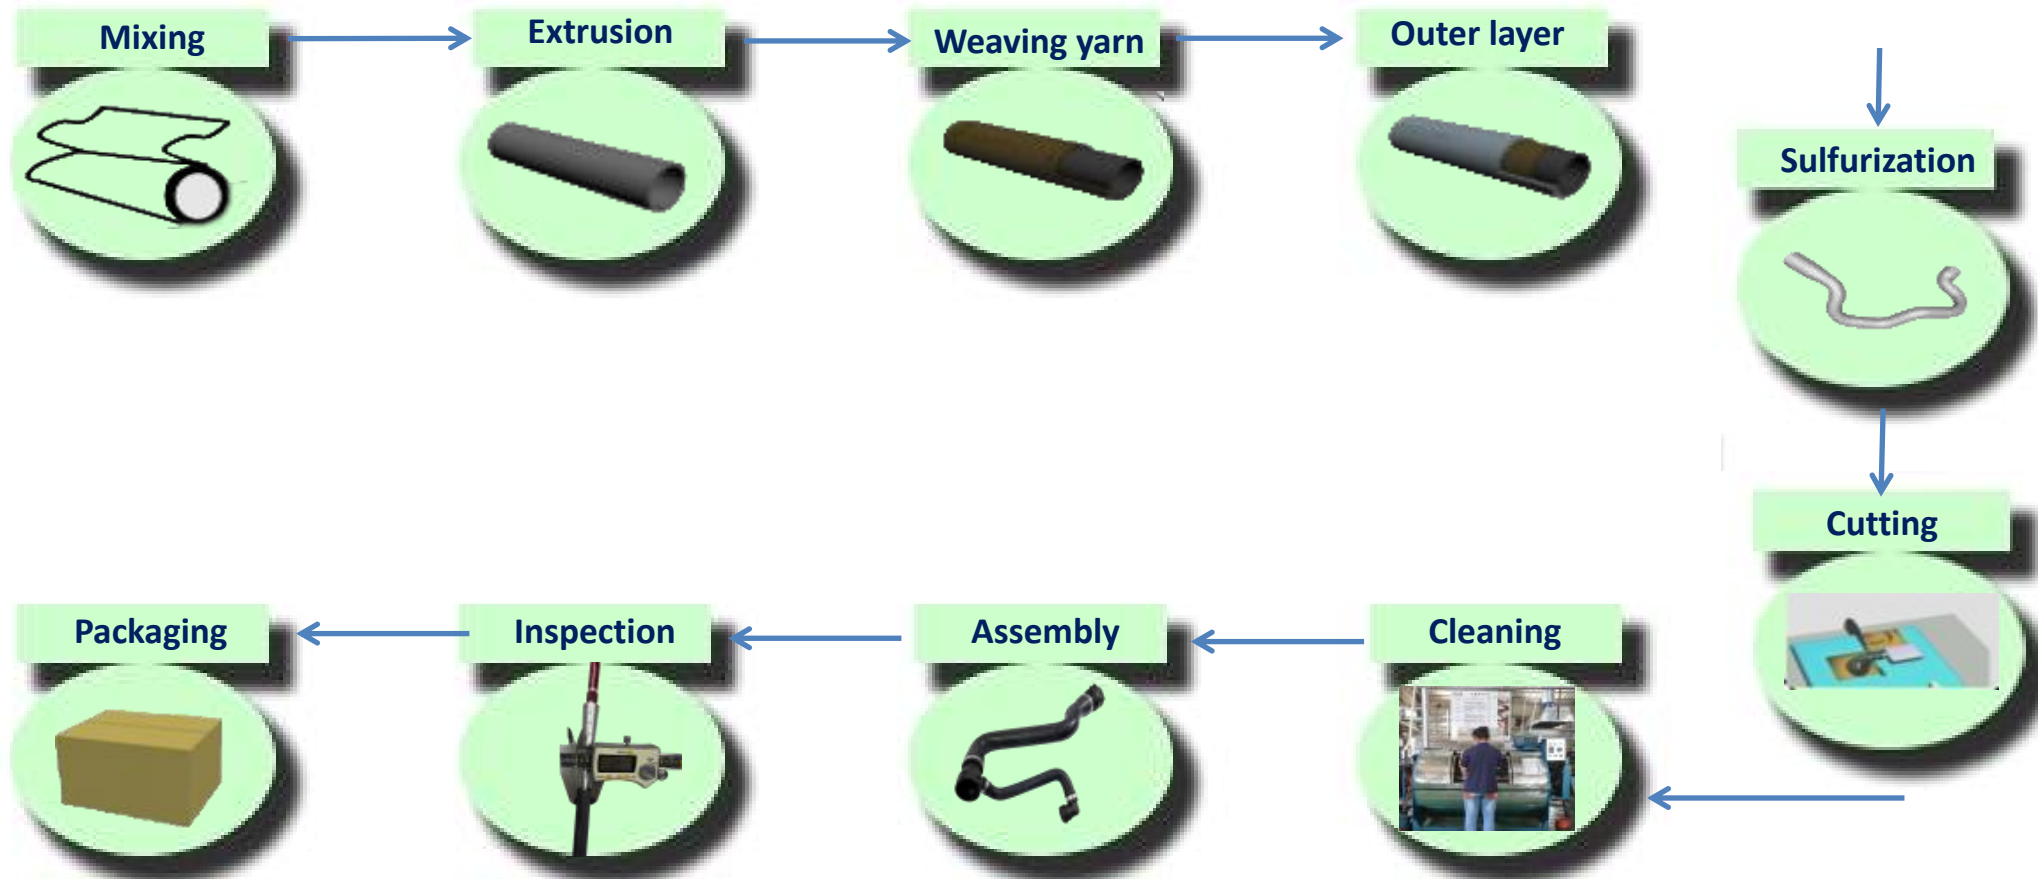 Mixing
Extrusion
Weaving yarn
Outer layer
Sulfurization
Cutting
Cleaning
Assembly
Inspection
Packaging